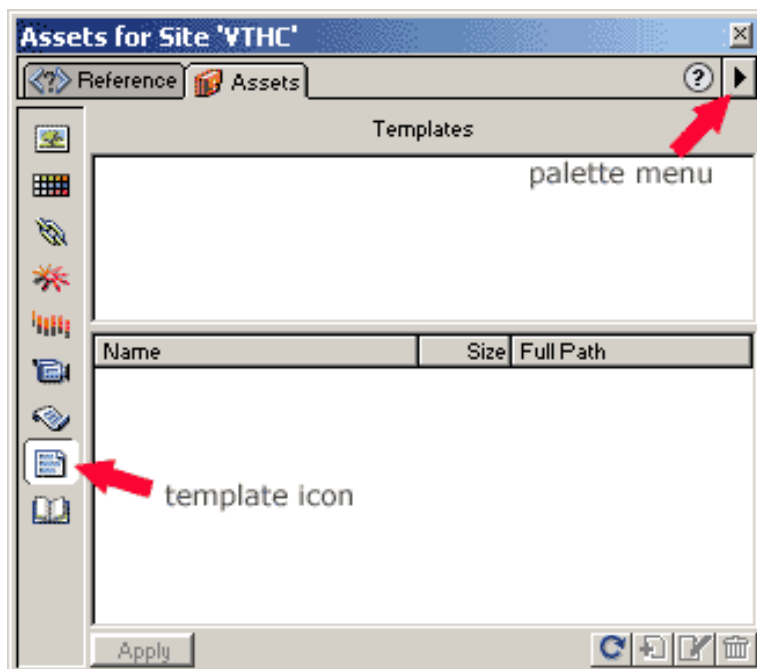 Assets for Site 'VTHC'
Reference Assets
Templates
palette menu
Name Size Full Path
template icon
Apply